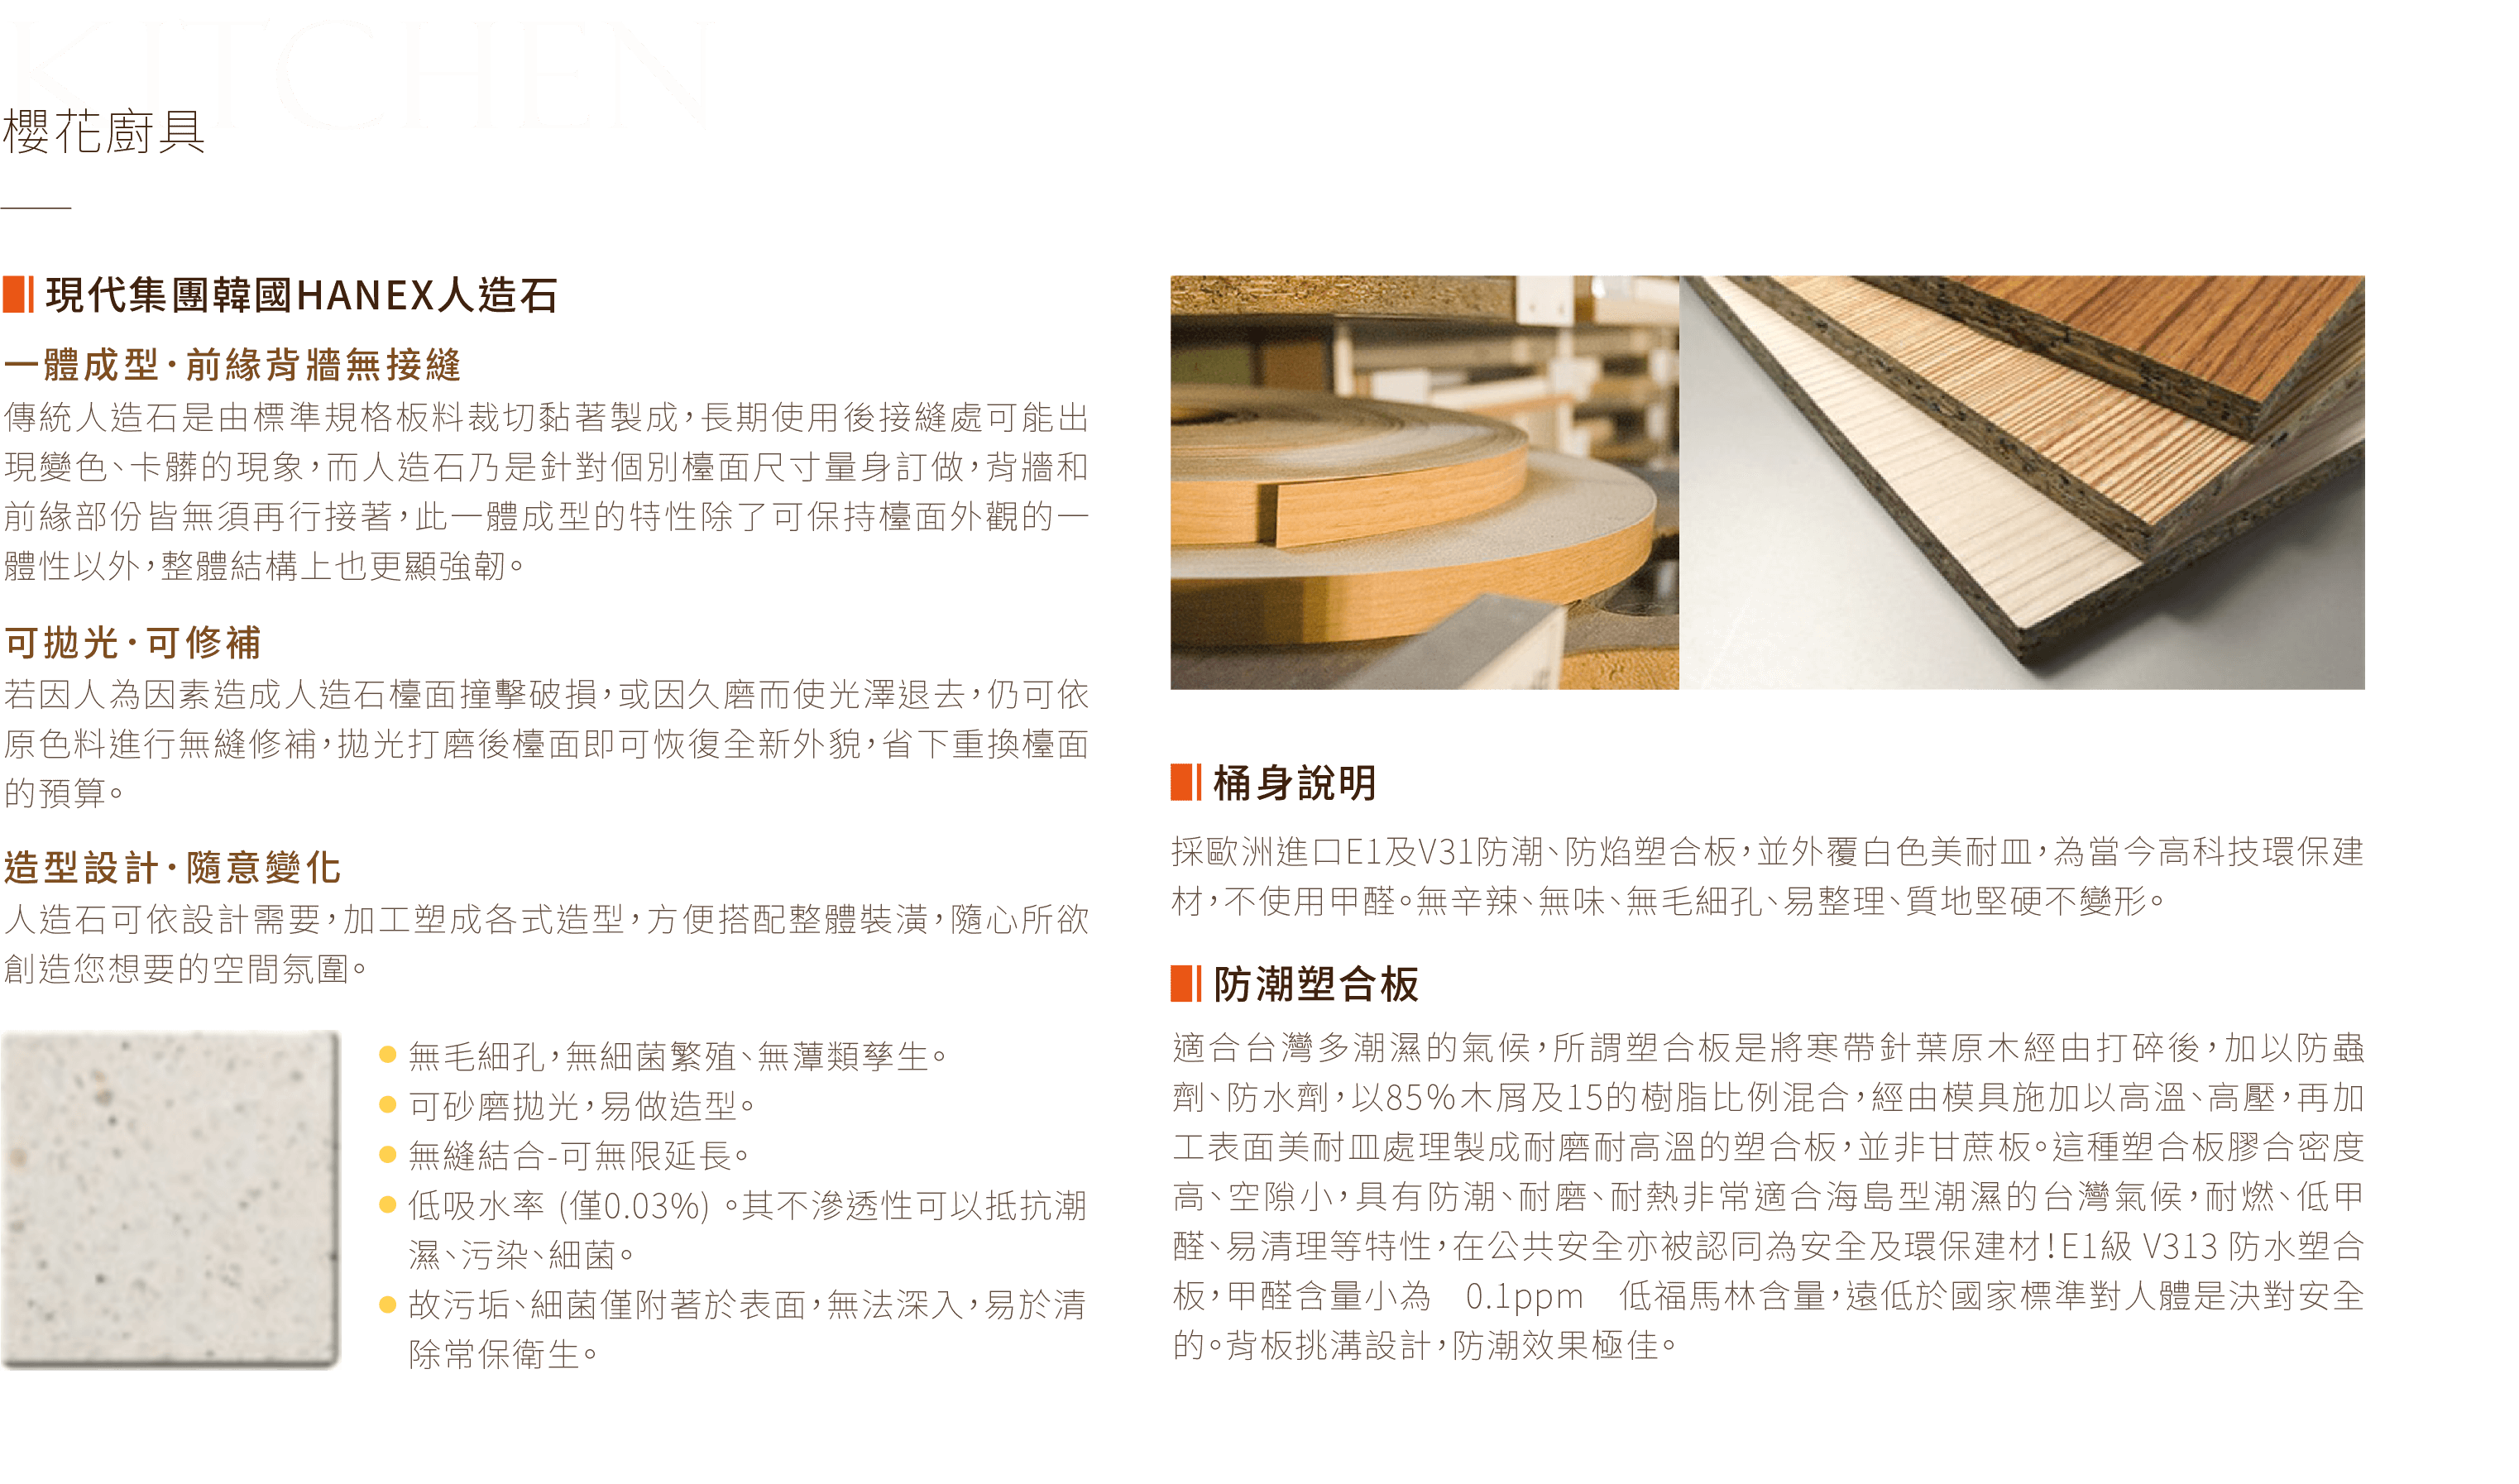 KITCHEN
櫻花廚具
現代集團韓國HANEX人造石
一體成型·前緣背牆無接縫
傳統人造石是由標準規格板料裁切黏著製成，長期使用後接縫處可能出
現變色、卡髒的現象，而人造石乃是針對個別檯面尺寸量身訂做，背牆和
前緣部份皆無須再行接著，此一體成型的特性除了可保持檯面外觀的一
體性以外，整體結構上也更顯強韌。
可拋光·可修補
若因人為因素造成人造石檯面撞擊破損，或因久磨而使光澤退去，仍可依
原色料進行無縫修補，拋光打磨後檯面即可恢復全新外貌，省下重換檯面
的預算。
造型設計·隨意變化
人造石可依設計需要，加工塑成各式造型，方便搭配整體裝潢，隨心所欲
創造您想要的空間氛圍。
無毛細孔，無細菌繁殖、無藫類孳生。
可砂磨拋光，易做造型。
無縫結合-可無限延長。
低吸水率 (僅0.03%) 。其不滲透性可以抵抗潮
濕、污染、細菌。
故污垢、細菌僅附著於表面，無法深入，易於清
除常保衛生。
桶身說明
採歐洲進口E1及V31防潮、防焰塑合板，並外覆白色美耐皿，為當今高科技環保建
材，不使用甲醛。無辛辣、無味、無毛細孔、易整理、質地堅硬不變形。
防潮塑合板
適合台灣多潮濕的氣候，所謂塑合板是將寒帶針葉原木經由打碎後，加以防蟲
劑、防水劑，以85%木屑及15的樹脂比例混合，經由模具施加以高溫、高壓，再加
工表面美耐皿處理製成耐磨耐高溫的塑合板，並非甘蔗板。這種塑合板膠合密度
高、空隙小，具有防潮、耐磨、耐熱非常適合海島型潮濕的台灣氣候，耐燃、低甲
醛、易清理等特性，在公共安全亦被認同為安全及環保建材！E1級 V313 防水塑合
板，甲醛含量小為　0.1ppm　低福馬林含量，遠低於國家標準對人體是決對安全
的。背板挑溝設計，防潮效果極佳。